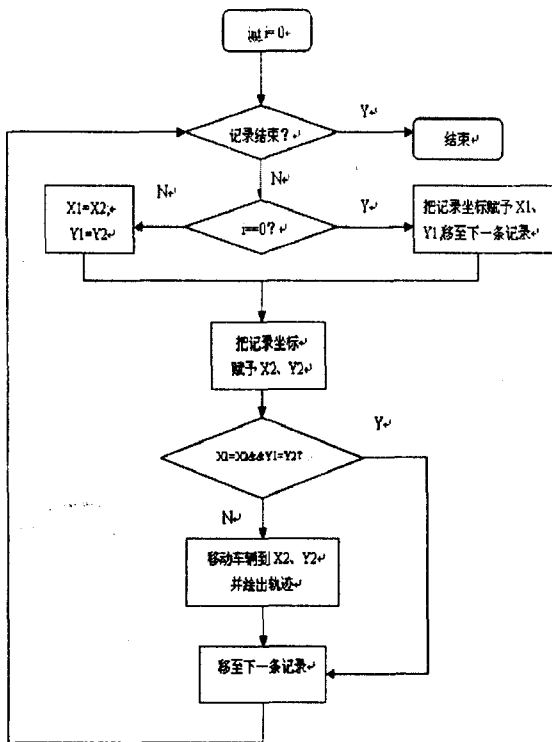 int i=0
记录结束?
Y
结束
N
N
Y
X1=X2;
Y1=Y2
i==0?
把记录坐标赋予X1、
Y1,移至下一条记录
把记录坐标
赋予X2、Y2
Y
X1=X2&&Y1=Y2?
N
移动车辆到X2、Y2
并绘出轨迹
移至下一条记录